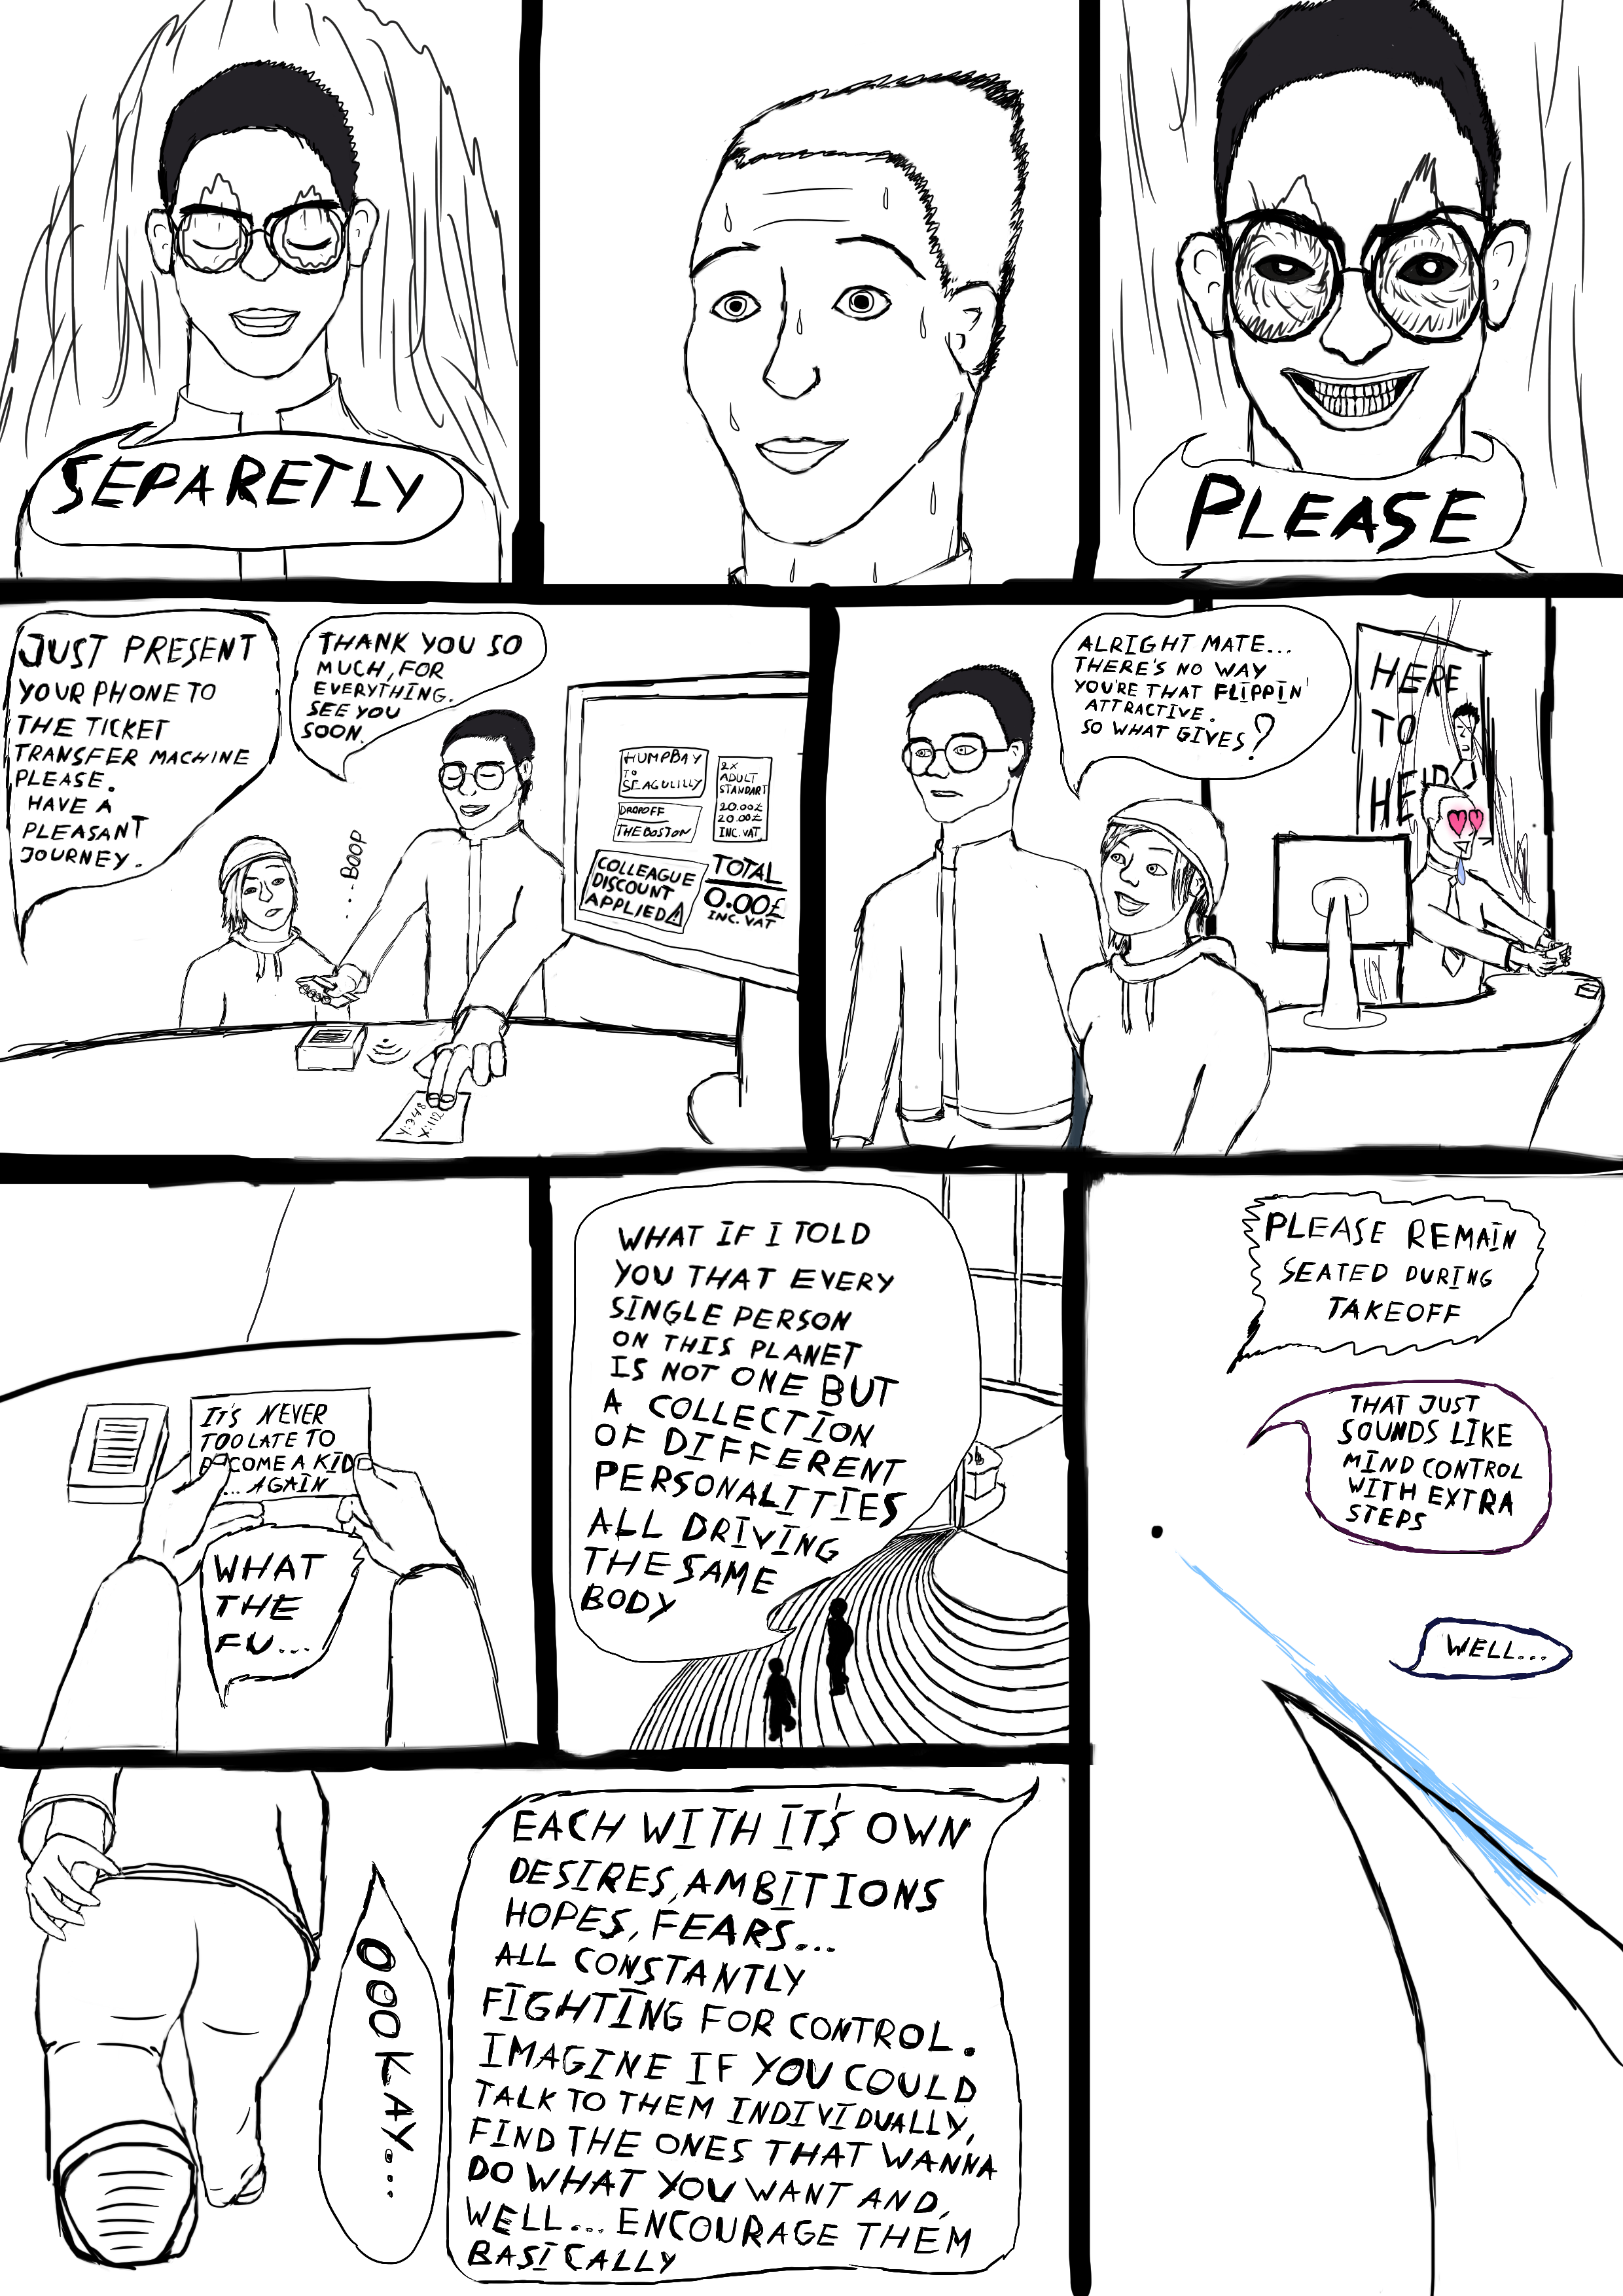 SEPARETLY
PLEASE
JUST PRESENT
YOUR PHONE TO
THE TICKET
TRANSFER MACHINE
PLEASE.
HAVE A
PLEASANT
JOURNEY.
THANK YOU SO
MUCH, FOR
EVERYTHING.
SEE YOU
SOON.
...BOOP
HUMPBAY
TO
SEAGULILLY
DROPOFF
THE BOSTON
2X
ADULT
STANDART
20.00£
20.00£
INC. VAT
COLLEAGUE
DISCOUNT
APPLIED
TOTAL
0.00£
INC. VAT
Y:348
X:112
ALRIGHT MATE...
THERE'S NO WAY
YOU'RE THAT FLIPPIN'
ATTRACTIVE.
SO WHAT GIVES?
HERE
TO
IT'S NEVER
TOO LATE TO
BECOME A KID
... AGAIN
WHAT
THE
FU...
WHAT IF I TOLD
YOU THAT EVERY
SINGLE PERSON
ON THIS PLANET
IS NOT ONE BUT
A COLLECTION
OF DIFFERENT
PERSONALITIES
ALL DRIVING
THE SAME
BODY
PLEASE REMAIN
SEATED DURING
TAKEOFF
THAT JUST
SOUNDS LIKE
MIND CONTROL
WITH EXTRA
STEPS
WELL...
OOOKAY...
EACH WITH IT'S OWN
DESIRES, AMBITIONS
HOPES, FEARS...
ALL CONSTANTLY
FIGHTING FOR CONTROL.
IMAGINE IF YOU COULD
TALK TO THEM INDIVIDUALLY,
FIND THE ONES THAT WANNA
DO WHAT YOU WANT AND,
WELL... ENCOURAGE THEM
BASICALLY